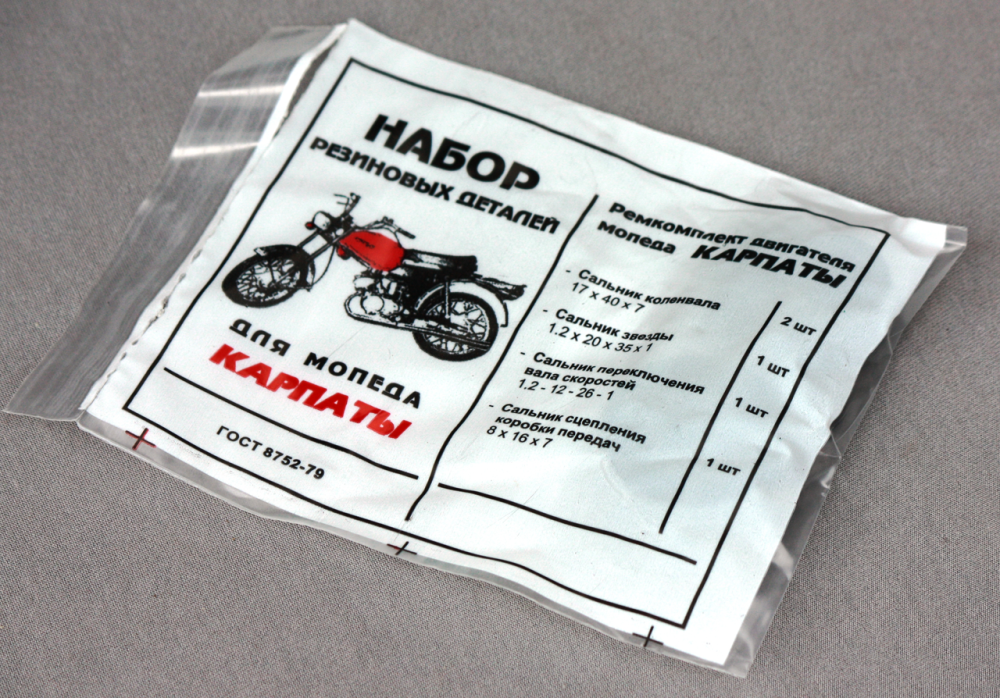 НАБОР
РЕЗИНОВЫХ ДЕТАЛЕЙ
ДЛЯ МОПЕДА
КАРПАТЫ
ГОСТ 8752-79
Ремкомплект двигателя
мопеда КАРПАТЫ
- Сальник коленвала
17 х 40 х 7
2 шт
- Сальник звезды
1.2 х 20 х 35 х 1
1 шт
- Сальник переключения
вала скоростей
1.2 - 12 - 26 - 1
1 шт
- Сальник сцепления
коробки передач
8 х 16 х 7
1 шт